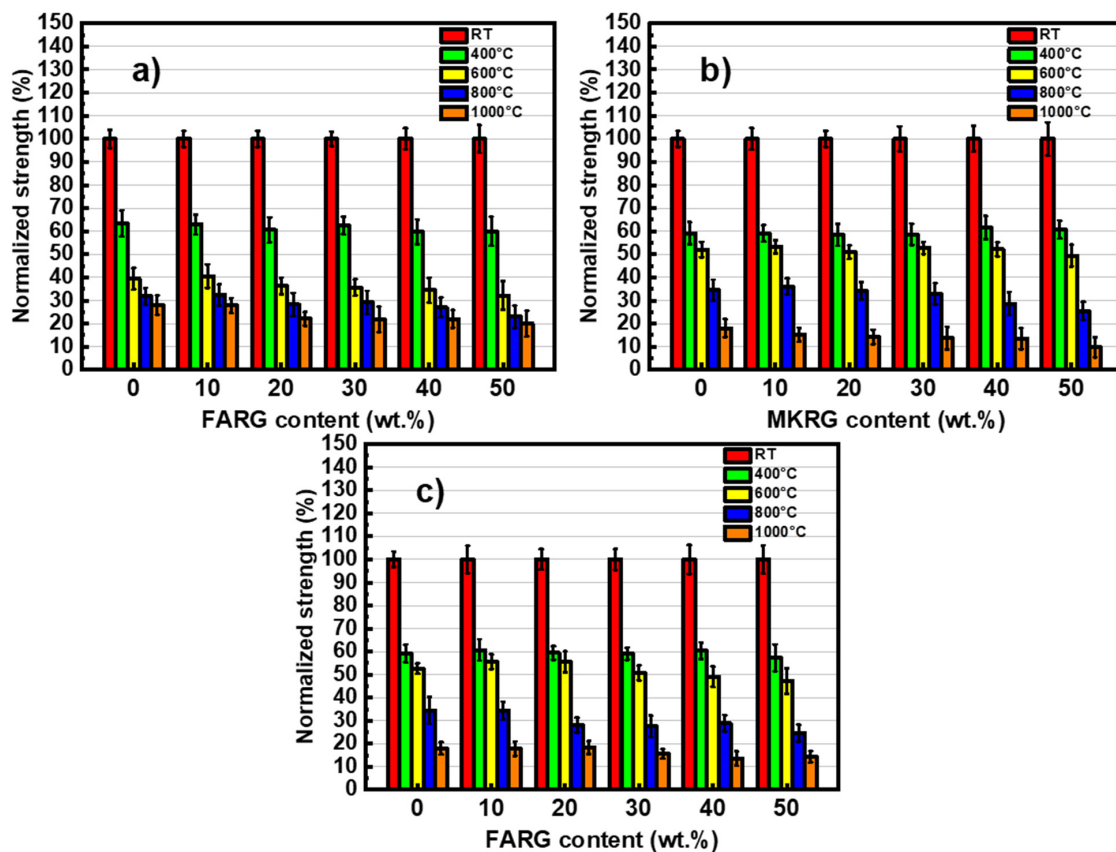 a)
RT
400°C
600°C
800°C
1000°C
Normalized strength (%)
150
140
130
120
110
100
90
80
70
60
50
40
30
20
10
0
0 10 20 30 40 50
FARG content (wt.%)
b)
RT
400°C
600°C
800°C
1000°C
Normalized strength (%)
150
140
130
120
110
100
90
80
70
60
50
40
30
20
10
0
0 10 20 30 40 50
MKRG content (wt.%)
c)
RT
400°C
600°C
800°C
1000°C
Normalized strength (%)
150
140
130
120
110
100
90
80
70
60
50
40
30
20
10
0
0 10 20 30 40 50
FARG content (wt.%)